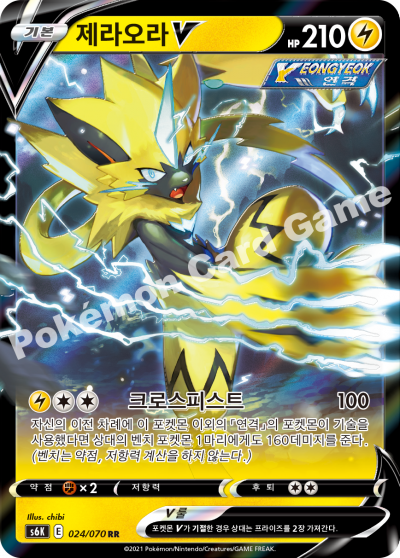 기본 제라오라V HP 210
YEONGYEOK
연격
Pokémon Card Game
크로스피스트 100
자신의 이전 차례에 이 포켓몬 이외의 「연격」의 포켓몬이 기술을
사용했다면 상대의 벤치 포켓몬 1마리에게도 160데미지를 준다.
(벤치는 약점, 저항력 계산을 하지 않는다.)
약점 ×2 저항력 후퇴
Illus. chibi
V룰
s6K E 024/070 RR
포켓몬 V가 기절한 경우 상대는 프라이즈를 2장 가져간다.
©2021 Pokémon/Nintendo/Creatures/GAME FREAK.